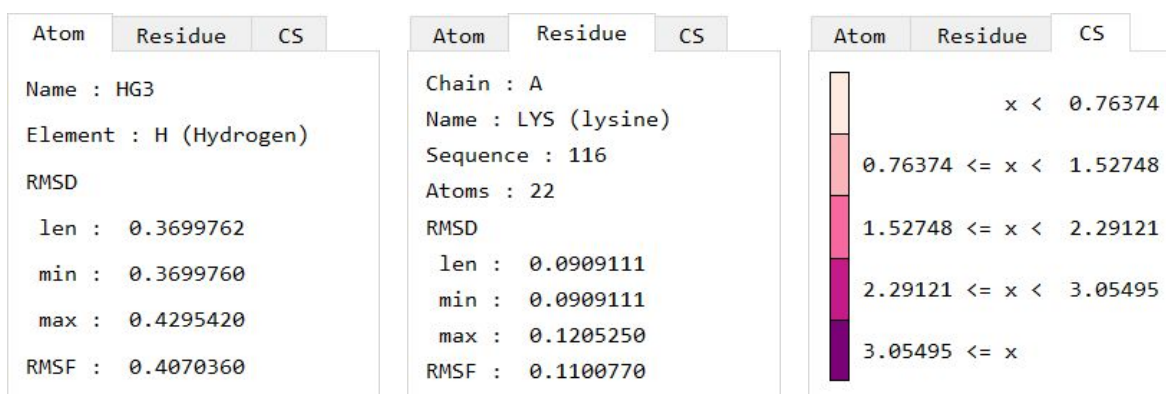 Atom Residue CS
Name : HG3
Element : H (Hydrogen)
RMSD
len : 0.3699762
min : 0.3699760
max : 0.4295420
RMSF : 0.4070360
Atom Residue CS
Chain : A
Name : LYS (lysine)
Sequence : 116
Atoms : 22
RMSD
len : 0.0909111
min : 0.0909111
max : 0.1205250
RMSF : 0.1100770
Atom Residue CS
x < 0.76374
0.76374 <= x < 1.52748
1.52748 <= x < 2.29121
2.29121 <= x < 3.05495
3.05495 <= x